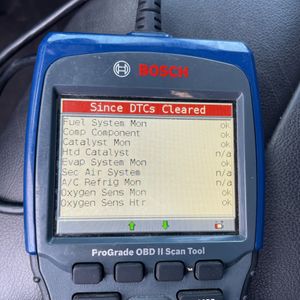 BOSCH
Since DTCs Cleared
Fuel System Mon ok
Comp Component ok
Catalyst Mon ok
Htd Catalyst n/a
Evap System Mon ok
Sec Air System n/a
A/C Refrig Mon n/a
Oxygen Sens Mon ok
Oxygen Sens Htr ok
ProGrade OBD II Scan Tool